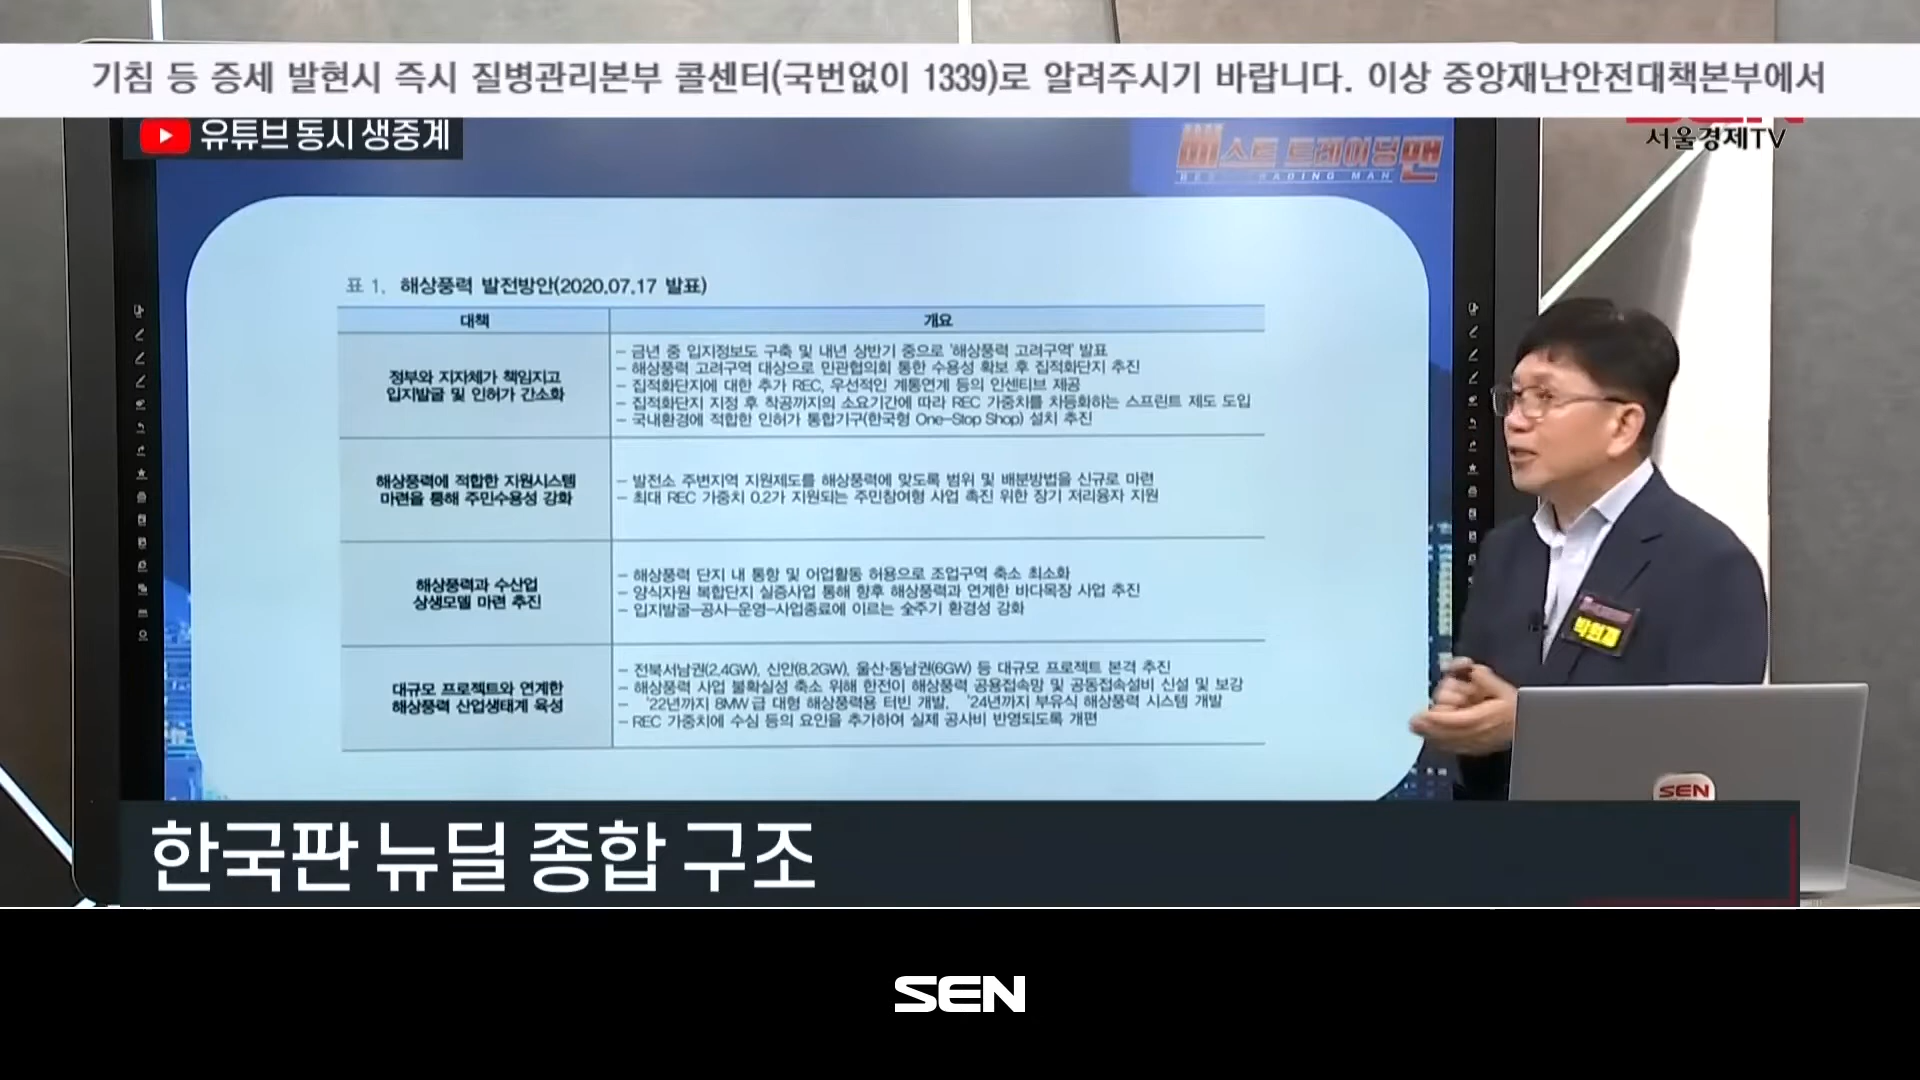 기침 등 증세 발현시 즉시 질병관리본부 콜센터(국번없이 1339)로 알려주시기 바랍니다. 이상 중앙재난안전대책본부에서
유튜브 동시 생중계
베스트 트레이딩맨
서울경제TV
표 1. 해상풍력 발전방안(2020.07.17 발표)
대책 개요
정부와 지자체가 책임지고
입지발굴 및 인허가 간소화
- 금년 중 입지정보도 구축 및 내년 상반기 중으로 '해상풍력 고려구역' 발표
- 해상풍력 고려구역 대상으로 민관협의회 통한 수용성 확보 후 집적화단지 추진
- 집적화단지에 대한 추가 REC, 우선적인 계통연계 등의 인센티브 제공
- 집적화단지 지정 후 착공까지의 소요기간에 따라 REC 가중치를 차등화하는 스프린트 제도 도입
- 국내환경에 적합한 인허가 통합기구(한국형 One-Stop Shop) 설치 추진
해상풍력에 적합한 지원시스템
마련을 통해 주민수용성 강화
- 발전소 주변지역 지원제도를 해상풍력에 맞도록 범위 및 배분방법을 신규로 마련
- 최대 REC 가중치 0.2가 지원되는 주민참여형 사업 촉진 위한 장기 저리융자 지원
해상풍력과 수산업
상생모델 마련 추진
- 해상풍력 단지 내 통항 및 어업활동 허용으로 조업구역 축소 최소화
- 양식자원 복합단지 실증사업 통해 향후 해상풍력과 연계한 바다목장 사업 추진
- 입지발굴-공사-운영-사업종료에 이르는 全주기 환경성 강화
대규모 프로젝트와 연계한
해상풍력 산업생태계 육성
- 전북서남권(2.4GW), 신안(8.2GW), 울산·동남권(6GW) 등 대규모 프로젝트 본격 추진
- 해상풍력 사업 불확실성 축소 위해 한전이 해상풍력 공용접속망 및 공동접속설비 신설 및 보강
- '22년까지 8MW급 대형 해상풍력용 터빈 개발, '24년까지 부유식 해상풍력 시스템 개발
- REC 가중치에 수심 등의 요인을 추가하여 실제 공사비 반영되도록 개편
SEN
한국판 뉴딜 종합 구조
SEN